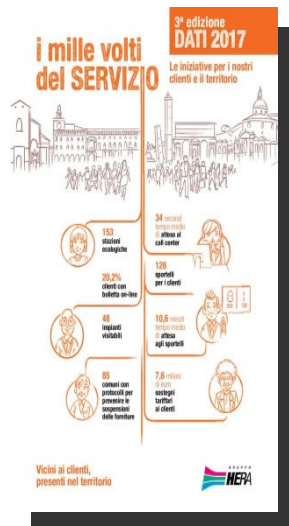 3ª edizione
DATI 2017
i mille volti
del SERVIZIO
Le iniziative per i nostri
clienti e il territorio
153
stazioni
ecologiche
20,2%
clienti con
bolletta on-line
48
impianti
visitabili
85
comuni con
protocolli per
prevenire le
sospensioni
delle forniture
34 secondi
tempo medio
di attesa al
call center
128
sportelli
per i clienti
10,6 minuti
tempo medio
di attesa
agli sportelli
7,6 milioni
di euro
sostegni
tariffari
ai clienti
Vicini ai clienti,
presenti nel territorio
GRUPPO
HERA